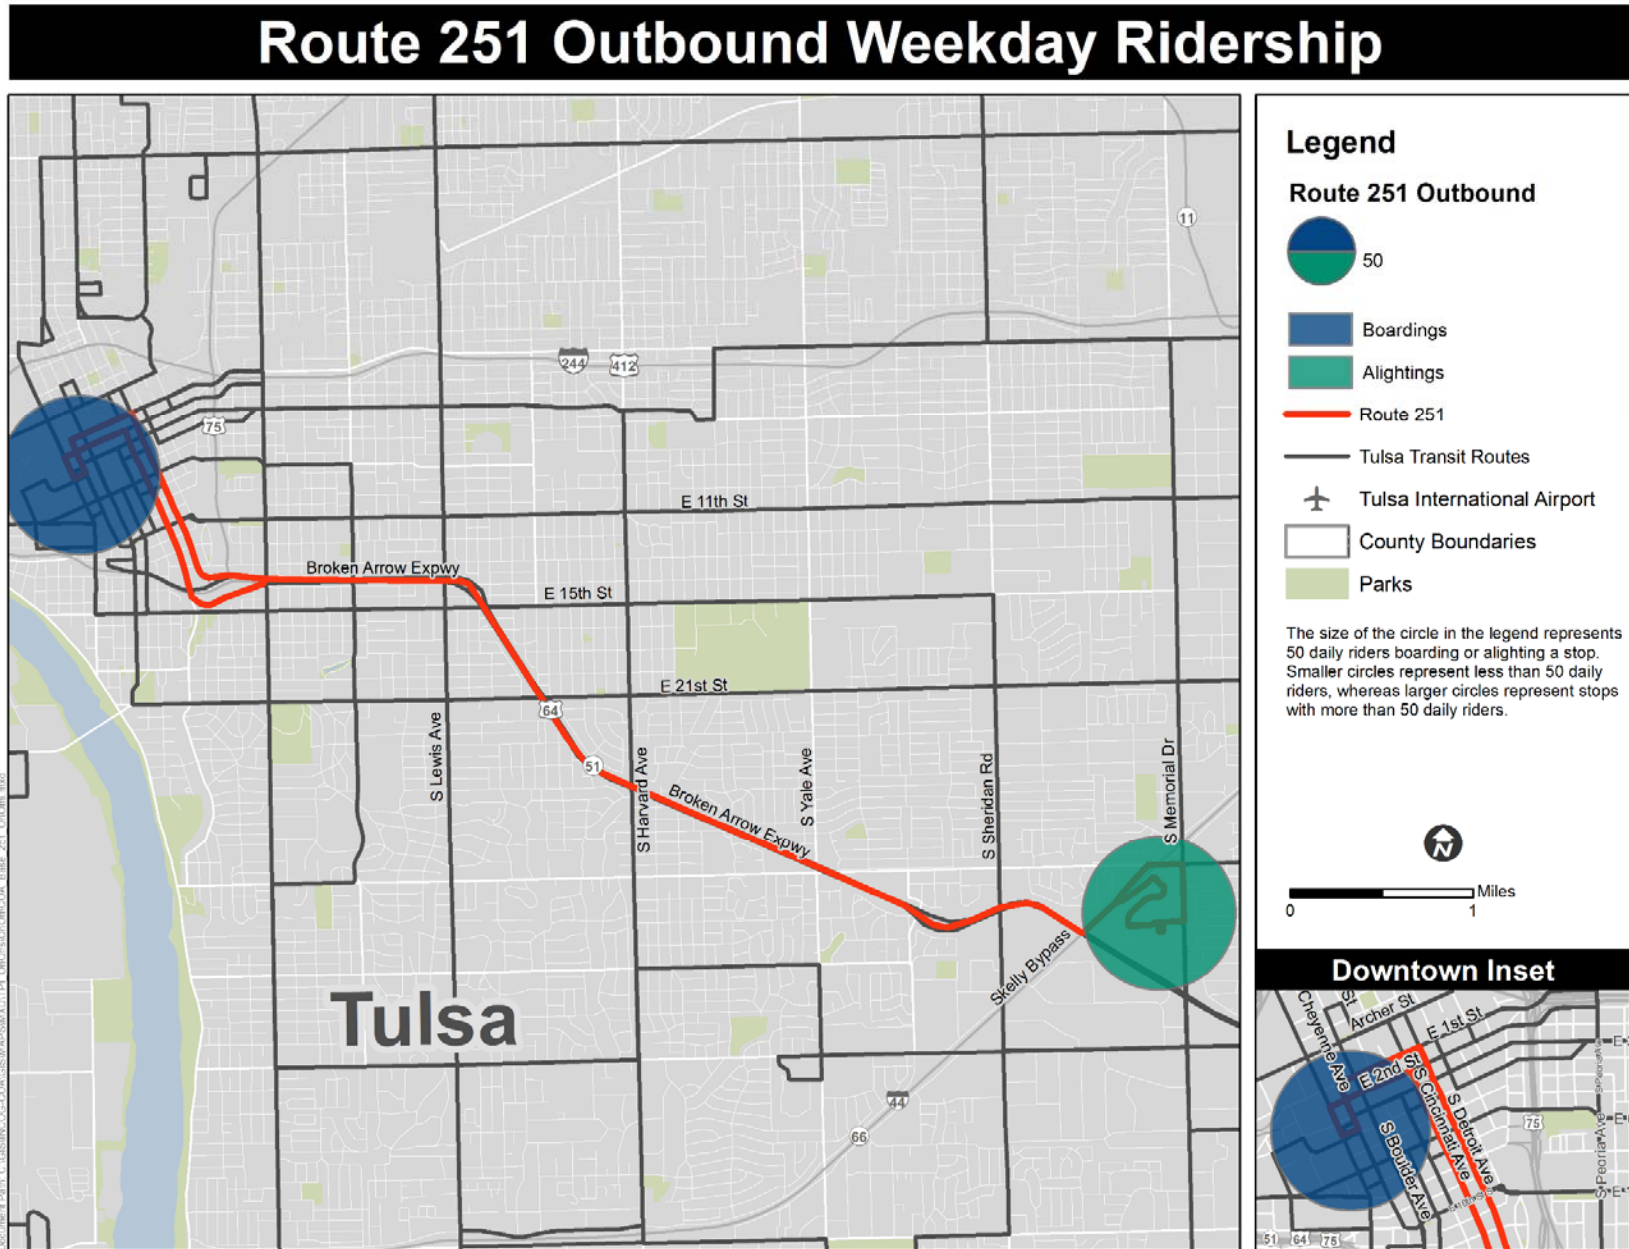 Route 251 Outbound Weekday Ridership
11
244
412
75
E 11th St
Broken Arrow Expwy
E 15th St
E 21st St
64
51
S Lewis Ave
S Harvard Ave
S Yale Ave
S Sheridan Rd
S Memorial Dr
Broken Arrow Expwy
Skelly Bypass
Tulsa
44
66
Legend
Route 251 Outbound
50
Boardings
Alightings
Route 251
Tulsa Transit Routes
Tulsa International Airport
County Boundaries
Parks
The size of the circle in the legend represents
50 daily riders boarding or alighting a stop.
Smaller circles represent less than 50 daily
riders, whereas larger circles represent stops
with more than 50 daily riders.
N
Miles
0 1
Downtown Inset
Cheyenne Ave
St
Archer St
E 1st St
E 2nd St
S Cincinnati Ave
S Detroit Ave
S Boulder Ave
75
S Peoria Ave
51 64 75